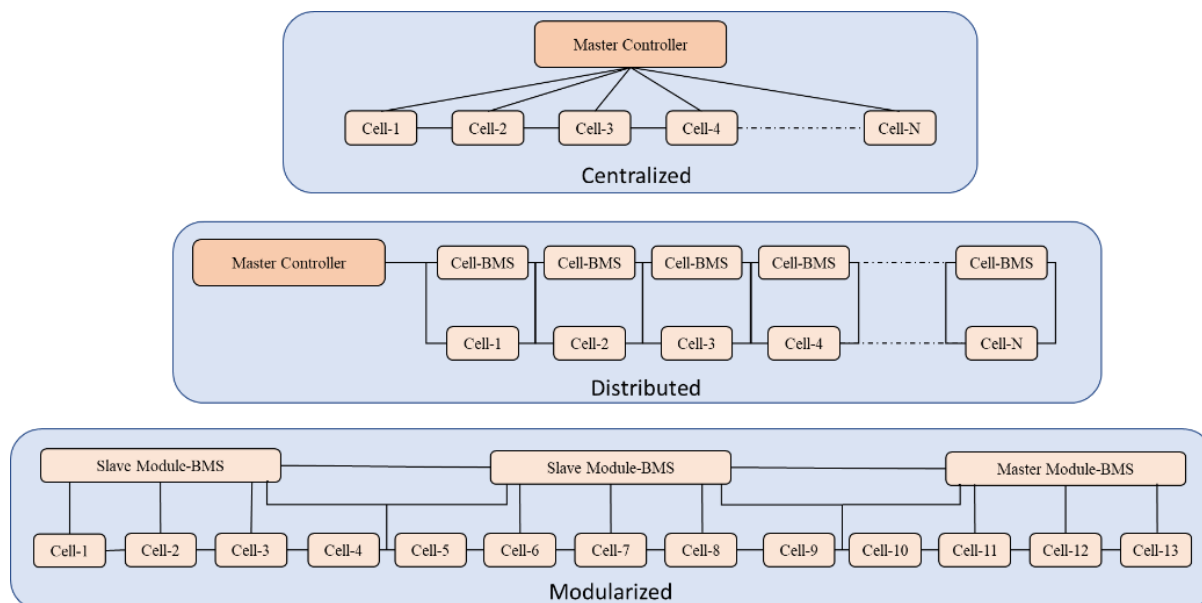 Master Controller
Cell-1 Cell-2 Cell-3 Cell-4 Cell-N
Centralized
Master Controller Cell-BMS Cell-BMS Cell-BMS Cell-BMS Cell-BMS
Cell-1 Cell-2 Cell-3 Cell-4 Cell-N
Distributed
Slave Module-BMS Slave Module-BMS Master Module-BMS
Cell-1 Cell-2 Cell-3 Cell-4 Cell-5 Cell-6 Cell-7 Cell-8 Cell-9 Cell-10 Cell-11 Cell-12 Cell-13
Modularized